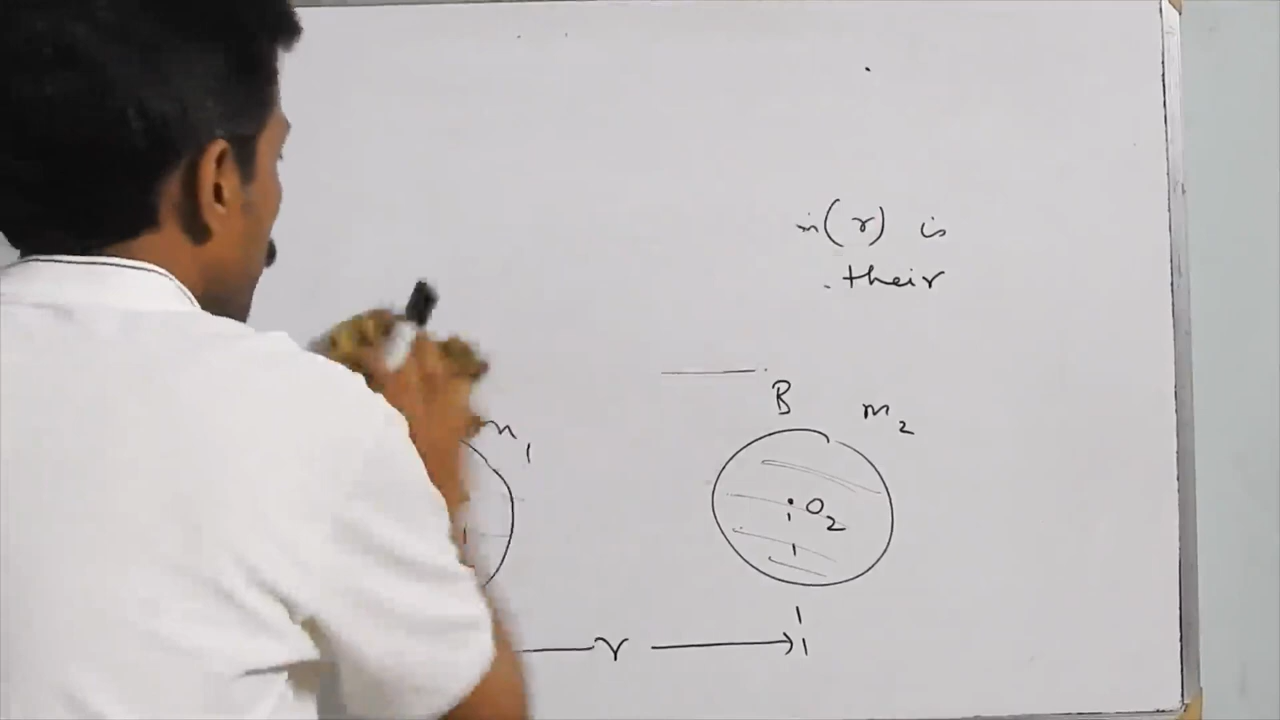 (r) is
their
B m2
m1
O2
r